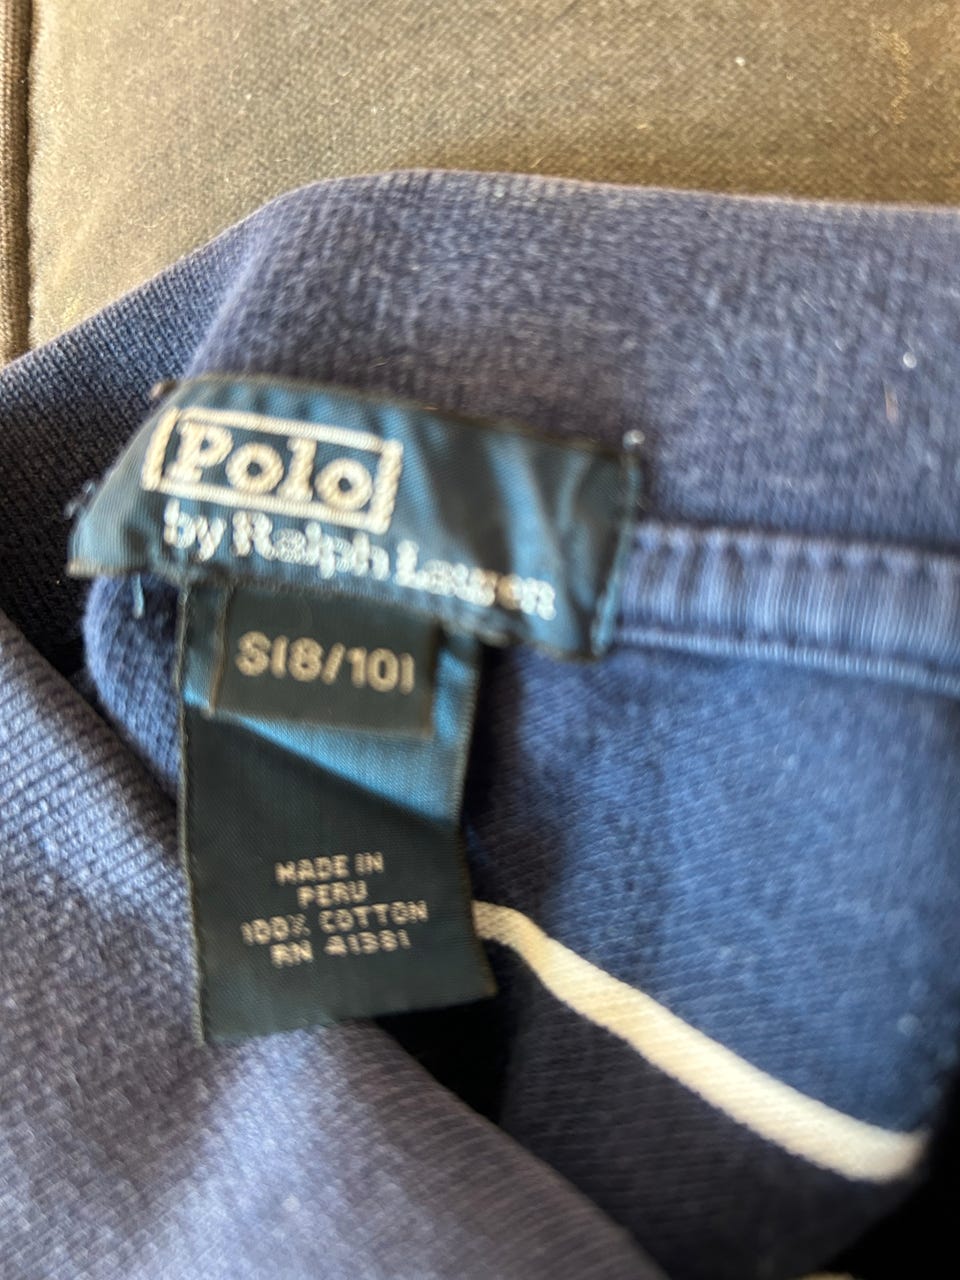 Polo
by Ralph Lauren
S(8/10)
MADE IN
PERU
100% COTTON
RN 41381